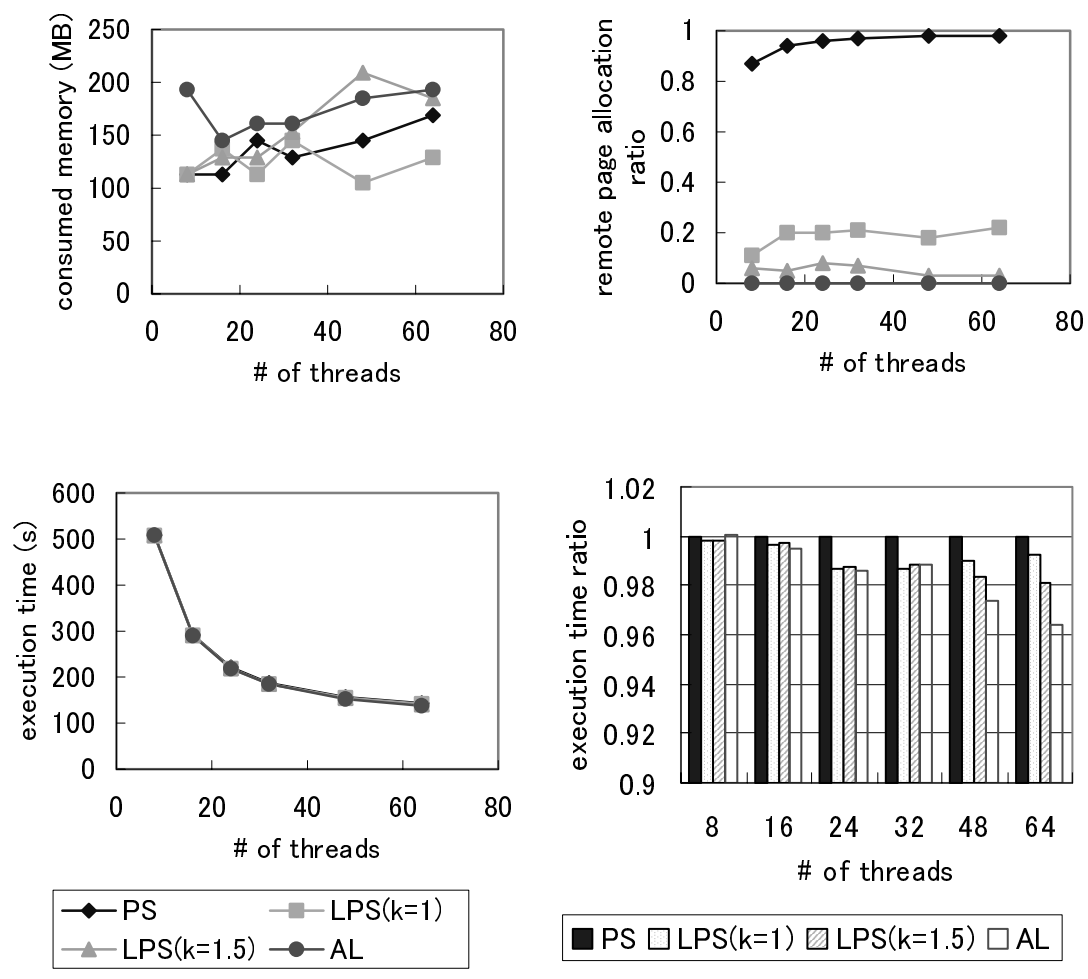 consumed memory (MB)
250
200
150
100
50
0
0 20 40 60 80
# of threads
remote page allocation
ratio
1
0.8
0.6
0.4
0.2
0
0 20 40 60 80
# of threads
execution time (s)
600
500
400
300
200
100
0
0 20 40 60 80
# of threads
execution time ratio
1.02
1
0.98
0.96
0.94
0.92
0.9
8 16 24 32 48 64
# of threads
PS LPS(k=1)
LPS(k=1.5) AL
PS LPS(k=1) LPS(k=1.5) AL